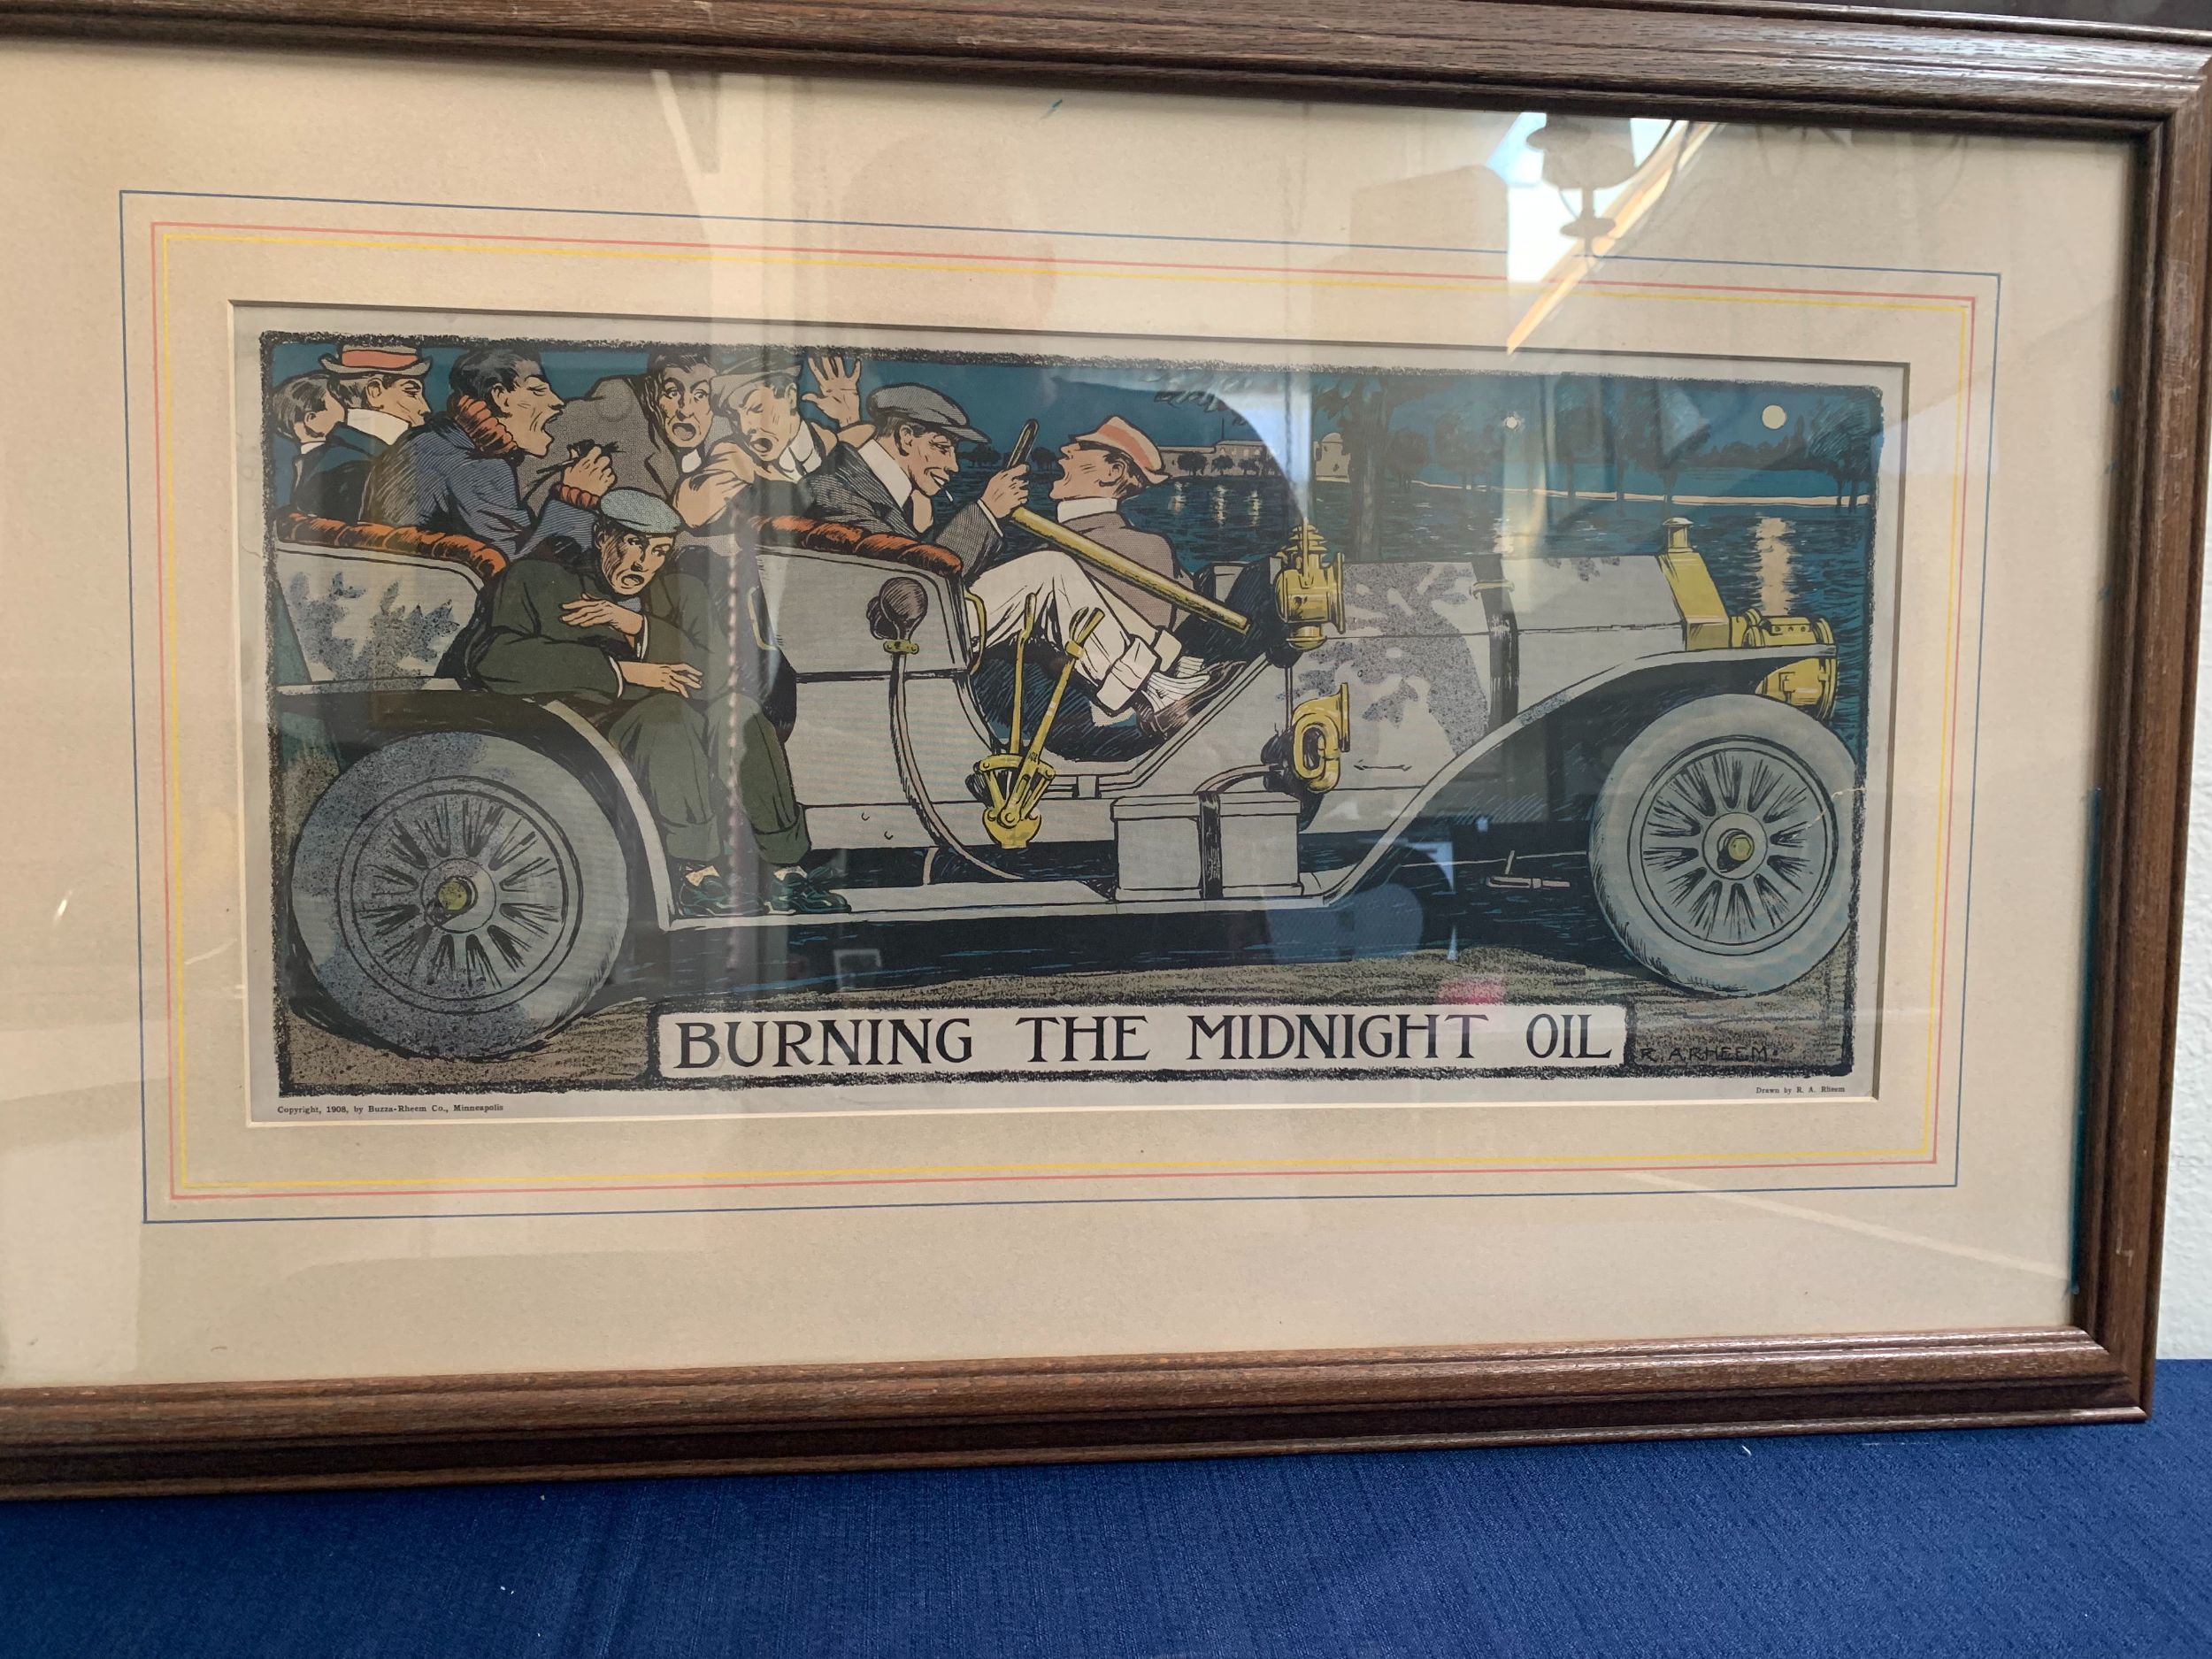 BURNING THE MIDNIGHT OIL
R. A. RHEEM.
Copyright, 1908, by Buzza-Rheem Co., Minneapolis
Drawn by R. A. Rheem